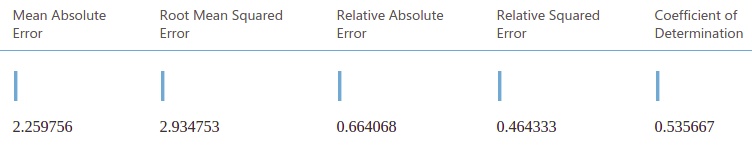 Mean Absolute Error
Root Mean Squared Error
Relative Absolute Error
Relative Squared Error
Coefficient of Determination
2.259756
2.934753
0.664068
0.464333
0.535667